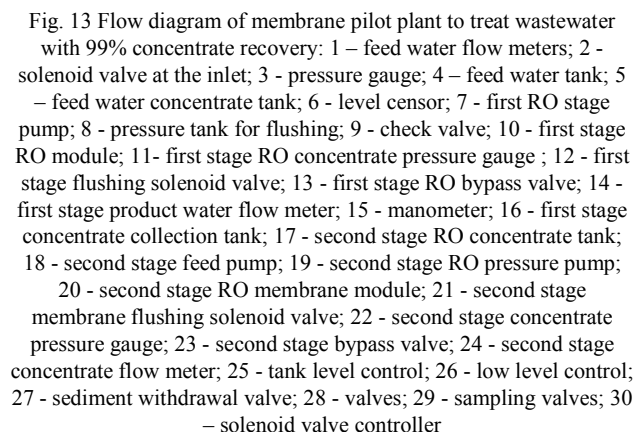 Fig. 13 Flow diagram of membrane pilot plant to treat wastewater
with 99% concentrate recovery: 1 – feed water flow meters; 2 -
solenoid valve at the inlet; 3 - pressure gauge; 4 – feed water tank; 5
– feed water concentrate tank; 6 - level censor; 7 - first RO stage
pump; 8 - pressure tank for flushing; 9 - check valve; 10 - first stage
RO module; 11- first stage RO concentrate pressure gauge ; 12 - first
stage flushing solenoid valve; 13 - first stage RO bypass valve; 14 -
first stage product water flow meter; 15 - manometer; 16 - first stage
concentrate collection tank; 17 - second stage RO concentrate tank;
18 - second stage feed pump; 19 - second stage RO pressure pump;
20 - second stage RO membrane module; 21 - second stage
membrane flushing solenoid valve; 22 - second stage concentrate
pressure gauge; 23 - second stage bypass valve; 24 - second stage
concentrate flow meter; 25 - tank level control; 26 - low level control;
27 - sediment withdrawal valve; 28 - valves; 29 - sampling valves; 30
– solenoid valve controller